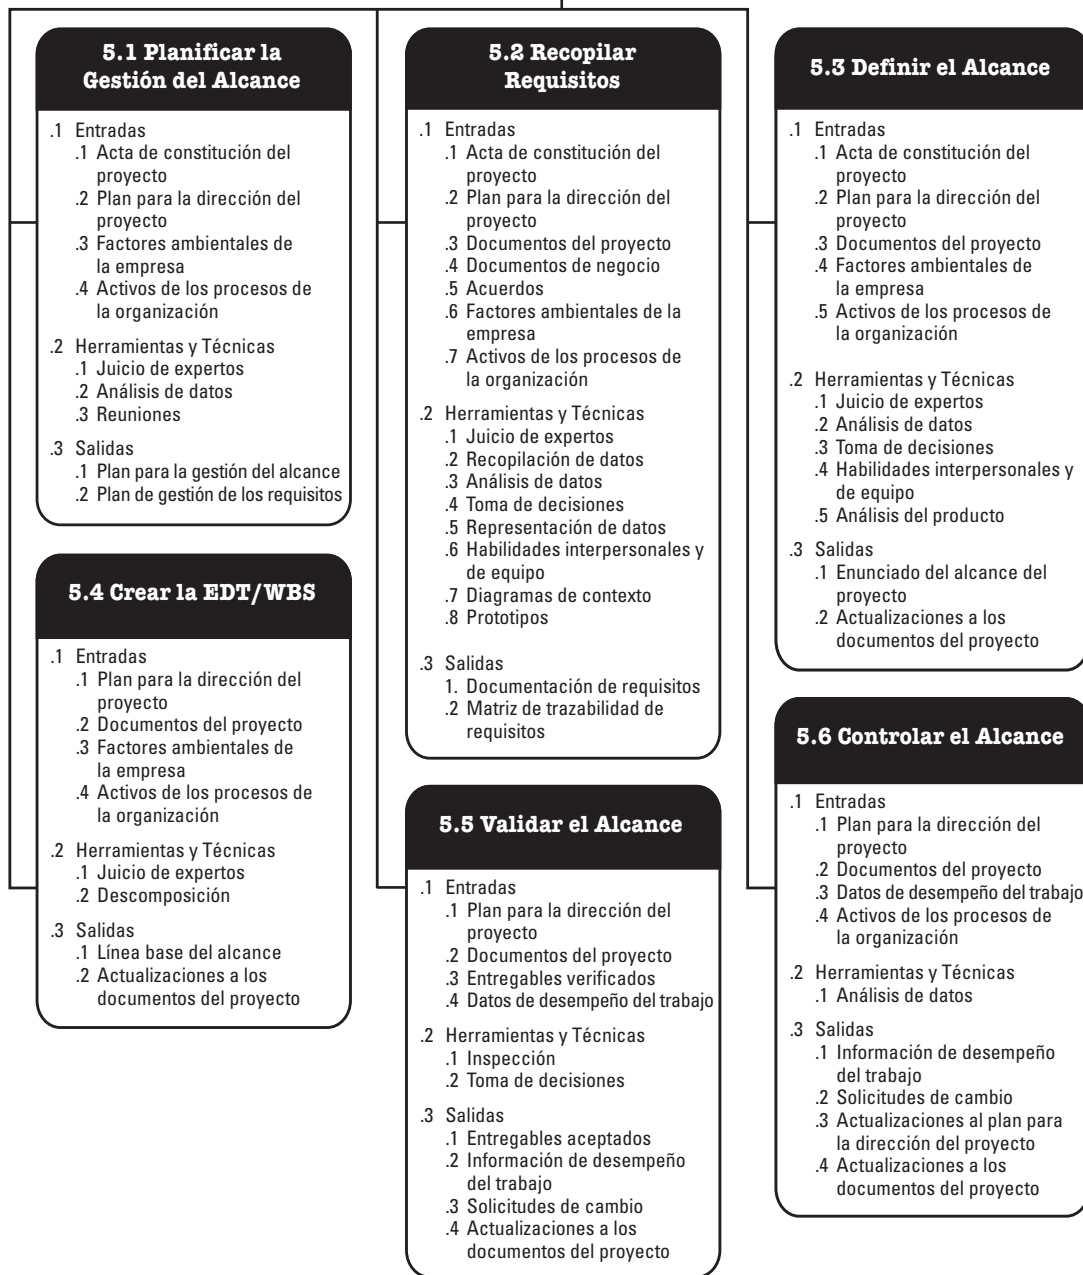 5.1 Planificar la
Gestión del Alcance
.1 Entradas
.1 Acta de constitución del
proyecto
.2 Plan para la dirección del
proyecto
.3 Factores ambientales de
la empresa
.4 Activos de los procesos de
la organización
.2 Herramientas y Técnicas
.1 Juicio de expertos
.2 Análisis de datos
.3 Reuniones
.3 Salidas
.1 Plan para la gestión del alcance
.2 Plan de gestión de los requisitos
5.2 Recopilar
Requisitos
.1 Entradas
.1 Acta de constitución del
proyecto
.2 Plan para la dirección del
proyecto
.3 Documentos del proyecto
.4 Documentos de negocio
.5 Acuerdos
.6 Factores ambientales de la
empresa
.7 Activos de los procesos de
la organización
.2 Herramientas y Técnicas
.1 Juicio de expertos
.2 Recopilación de datos
.3 Análisis de datos
.4 Toma de decisiones
.5 Representación de datos
.6 Habilidades interpersonales y
de equipo
.7 Diagramas de contexto
.8 Prototipos
.3 Salidas
1. Documentación de requisitos
.2 Matriz de trazabilidad de
requisitos
5.3 Definir el Alcance
.1 Entradas
.1 Acta de constitución del
proyecto
.2 Plan para la dirección del
proyecto
.3 Documentos del proyecto
.4 Factores ambientales de
la empresa
.5 Activos de los procesos de
la organización
.2 Herramientas y Técnicas
.1 Juicio de expertos
.2 Análisis de datos
.3 Toma de decisiones
.4 Habilidades interpersonales y
de equipo
.5 Análisis del producto
.3 Salidas
.1 Enunciado del alcance del
proyecto
.2 Actualizaciones a los
documentos del proyecto
5.4 Crear la EDT/WBS
.1 Entradas
.1 Plan para la dirección del
proyecto
.2 Documentos del proyecto
.3 Factores ambientales de
la empresa
.4 Activos de los procesos de
la organización
.2 Herramientas y Técnicas
.1 Juicio de expertos
.2 Descomposición
.3 Salidas
.1 Línea base del alcance
.2 Actualizaciones a los
documentos del proyecto
5.5 Validar el Alcance
.1 Entradas
.1 Plan para la dirección del
proyecto
.2 Documentos del proyecto
.3 Entregables verificados
.4 Datos de desempeño del trabajo
.2 Herramientas y Técnicas
.1 Inspección
.2 Toma de decisiones
.3 Salidas
.1 Entregables aceptados
.2 Información de desempeño
del trabajo
.3 Solicitudes de cambio
.4 Actualizaciones a los
documentos del proyecto
5.6 Controlar el Alcance
.1 Entradas
.1 Plan para la dirección del
proyecto
.2 Documentos del proyecto
.3 Datos de desempeño del trabajo
.4 Activos de los procesos de
la organización
.2 Herramientas y Técnicas
.1 Análisis de datos
.3 Salidas
.1 Información de desempeño
del trabajo
.2 Solicitudes de cambio
.3 Actualizaciones al plan para
la dirección del proyecto
.4 Actualizaciones a los
documentos del proyecto